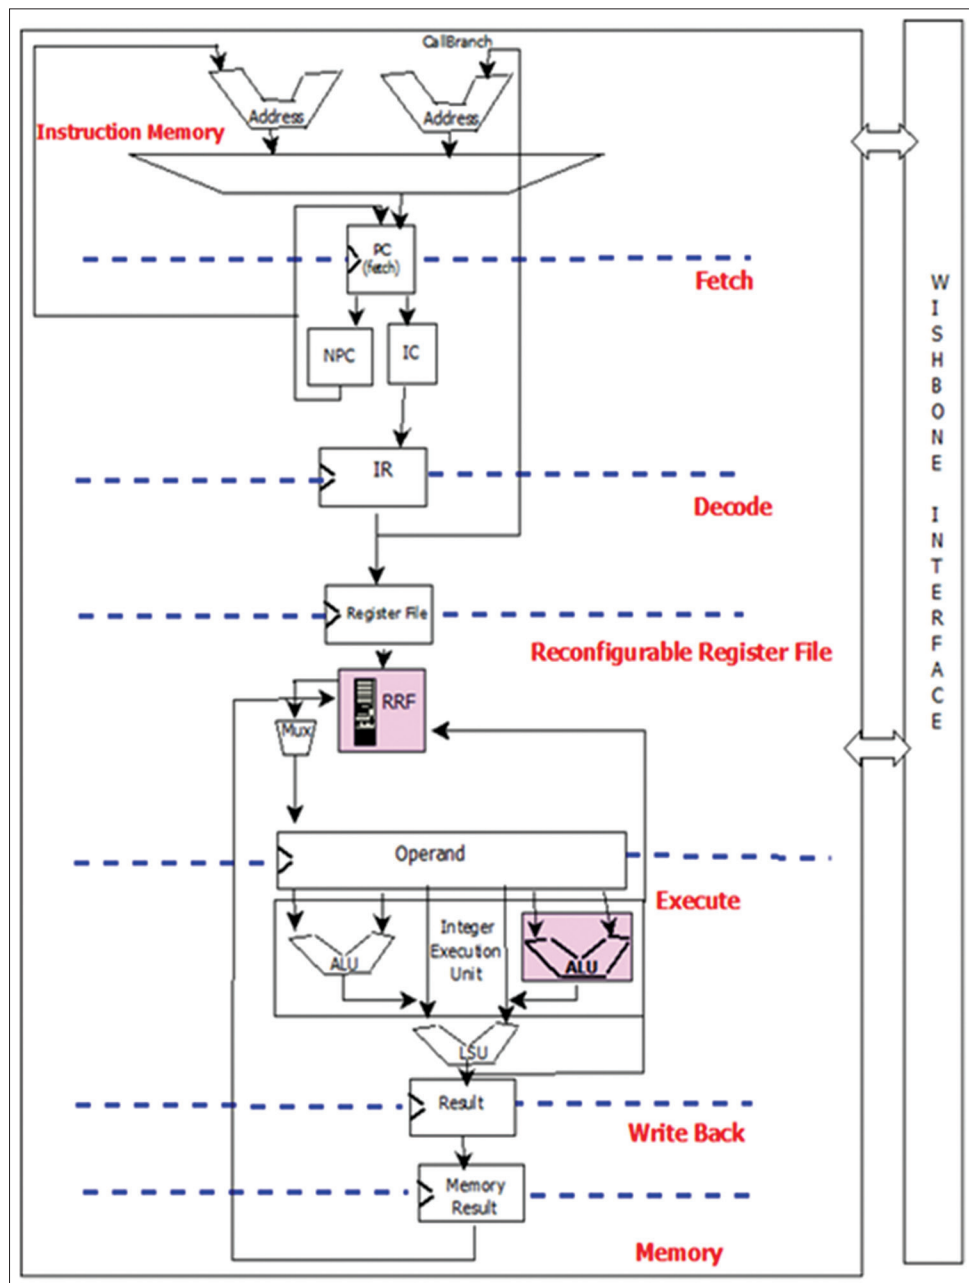 CallBranch
Address
Address
Instruction Memory
PC
(fetch)
Fetch
NPC
IC
IR
Decode
Register File
Reconfigurable Register File
RRF
Mux
Operand
Execute
Integer
Execution
Unit
ALU
ALU
LSU
Result
Write Back
Memory
Result
Memory
WISHBONE INTERFACE